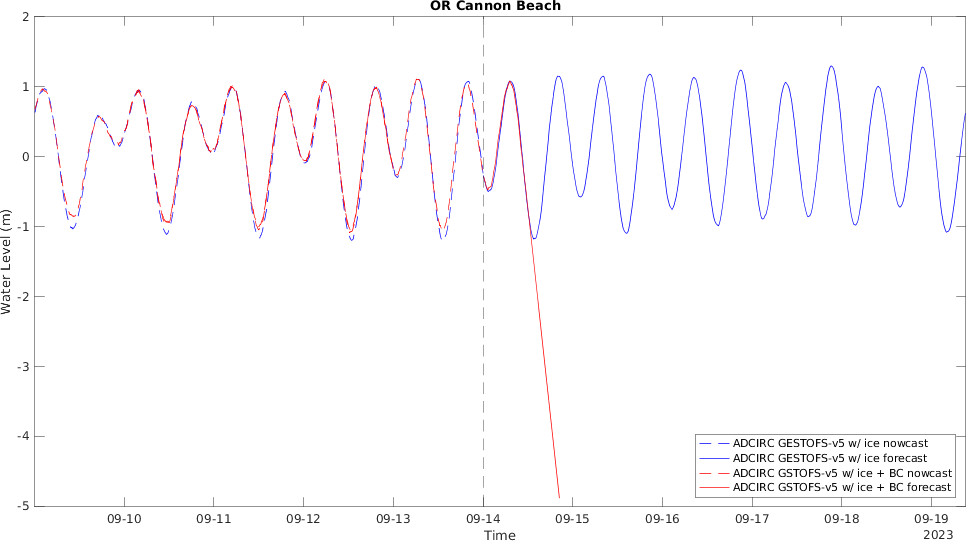 OR Cannon Beach
2
1
0
-1
-2
-3
-4
-5
Water Level (m)
ADCIRC GESTOFS-v5 w/ ice nowcast
ADCIRC GESTOFS-v5 w/ ice forecast
ADCIRC GSTOFS-v5 w/ ice + BC nowcast
ADCIRC GSTOFS-v5 w/ ice + BC forecast
09-10 09-11 09-12 09-13 09-14 09-15 09-16 09-17 09-18 09-19
Time
2023